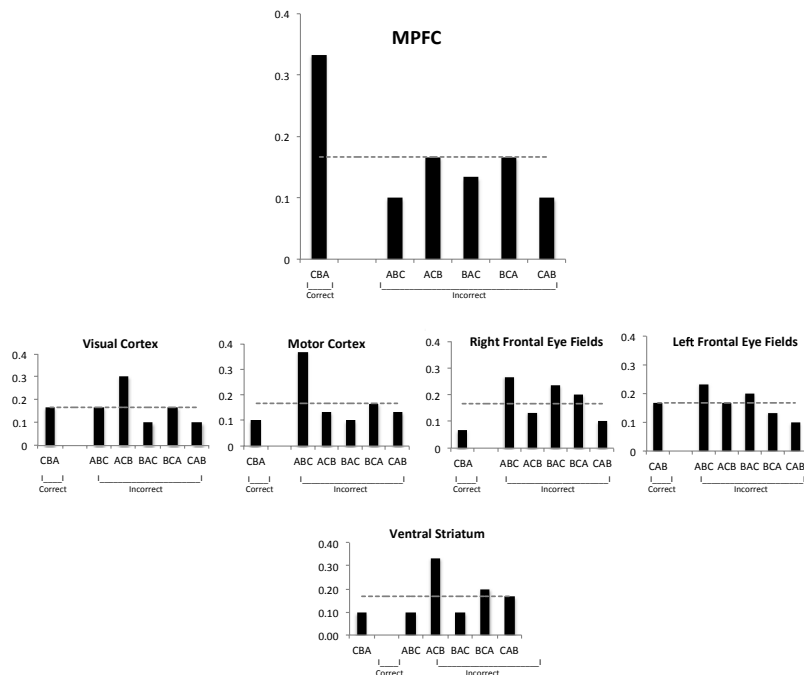 MPFC
0.4
0.3
0.2
0.1
0
CBA ABC ACB BAC BCA CAB
Correct Incorrect
Visual Cortex
0.4
0.3
0.2
0.1
0
CBA ABC ACB BAC BCA CAB
Correct Incorrect
Motor Cortex
0.4
0.3
0.2
0.1
0
CBA ABC ACB BAC BCA CAB
Correct Incorrect
Right Frontal Eye Fields
0.4
0.3
0.2
0.1
0
CBA ABC ACB BAC BCA CAB
Correct Incorrect
Left Frontal Eye Fields
0.4
0.3
0.2
0.1
0
CAB ABC ACB BAC BCA CAB
Correct Incorrect
Ventral Striatum
0.40
0.30
0.20
0.10
0.00
CBA ABC ACB BAC BCA CAB
Correct Incorrect